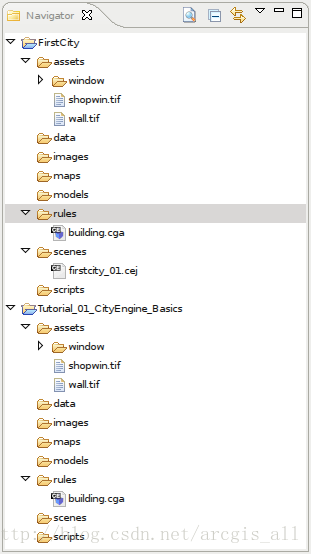 Navigator
FirstCity
assets
window
shopwin.tif
wall.tif
data
images
maps
models
rules
building.cga
scenes
firstcity_01.cej
scripts
Tutorial_01_CityEngine_Basics
assets
window
shopwin.tif
wall.tif
data
images
maps
models
rules
building.cga
scenes
scripts
http://blog.csdn.net/arcgis_all